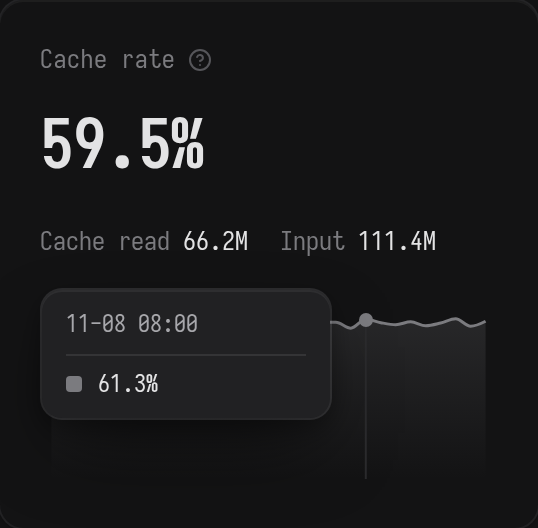 Cache rate ?
59.5%
Cache read 66.2M Input 111.4M
11-08 08:00
61.3%